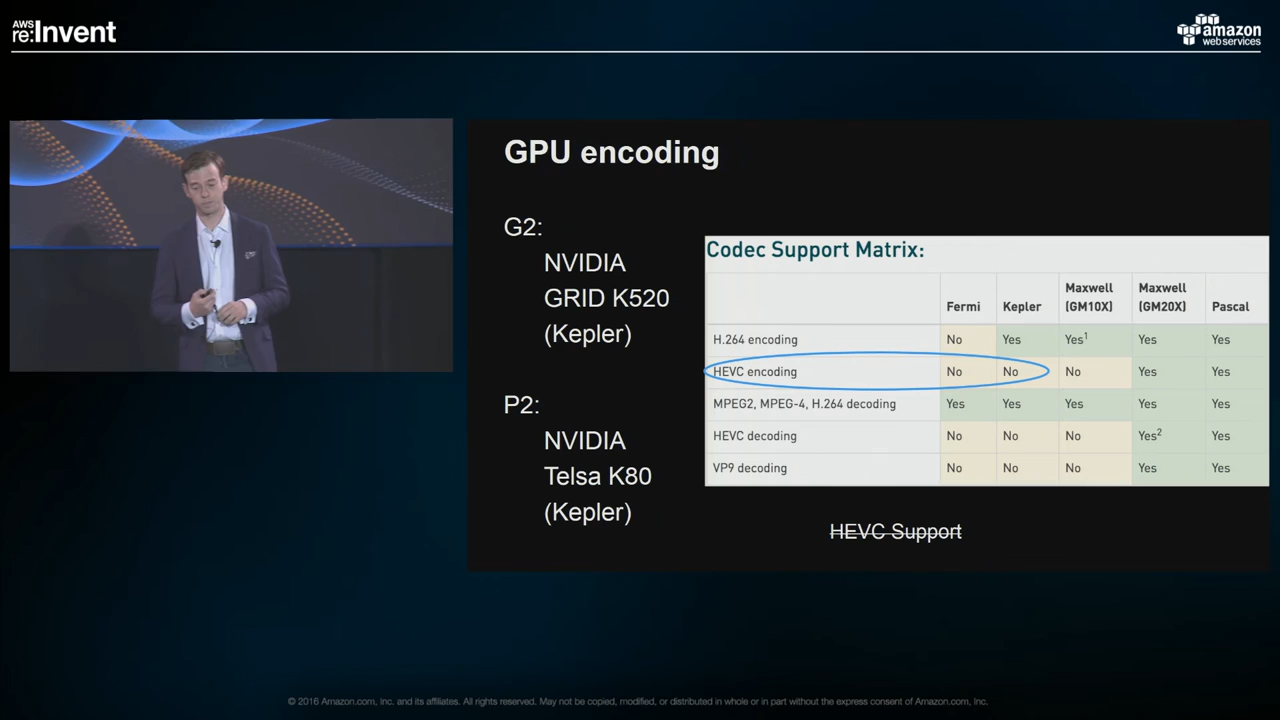 AWS
re:Invent
amazon
web services
GPU encoding
G2:
NVIDIA
GRID K520
(Kepler)
P2:
NVIDIA
Telsa K80
(Kepler)
Codec Support Matrix:
Fermi Kepler Maxwell (GM10X) Maxwell (GM20X) Pascal
H.264 encoding No Yes Yes1 Yes Yes
HEVC encoding No No No Yes Yes
MPEG2, MPEG-4, H.264 decoding Yes Yes Yes Yes Yes
HEVC decoding No No No Yes2 Yes
VP9 decoding No No No Yes Yes
HEVC Support
© 2016 Amazon.com, Inc. and its affiliates. All rights reserved. May not be copied, modified, or distributed in whole or in part without the express consent of Amazon.com, Inc.